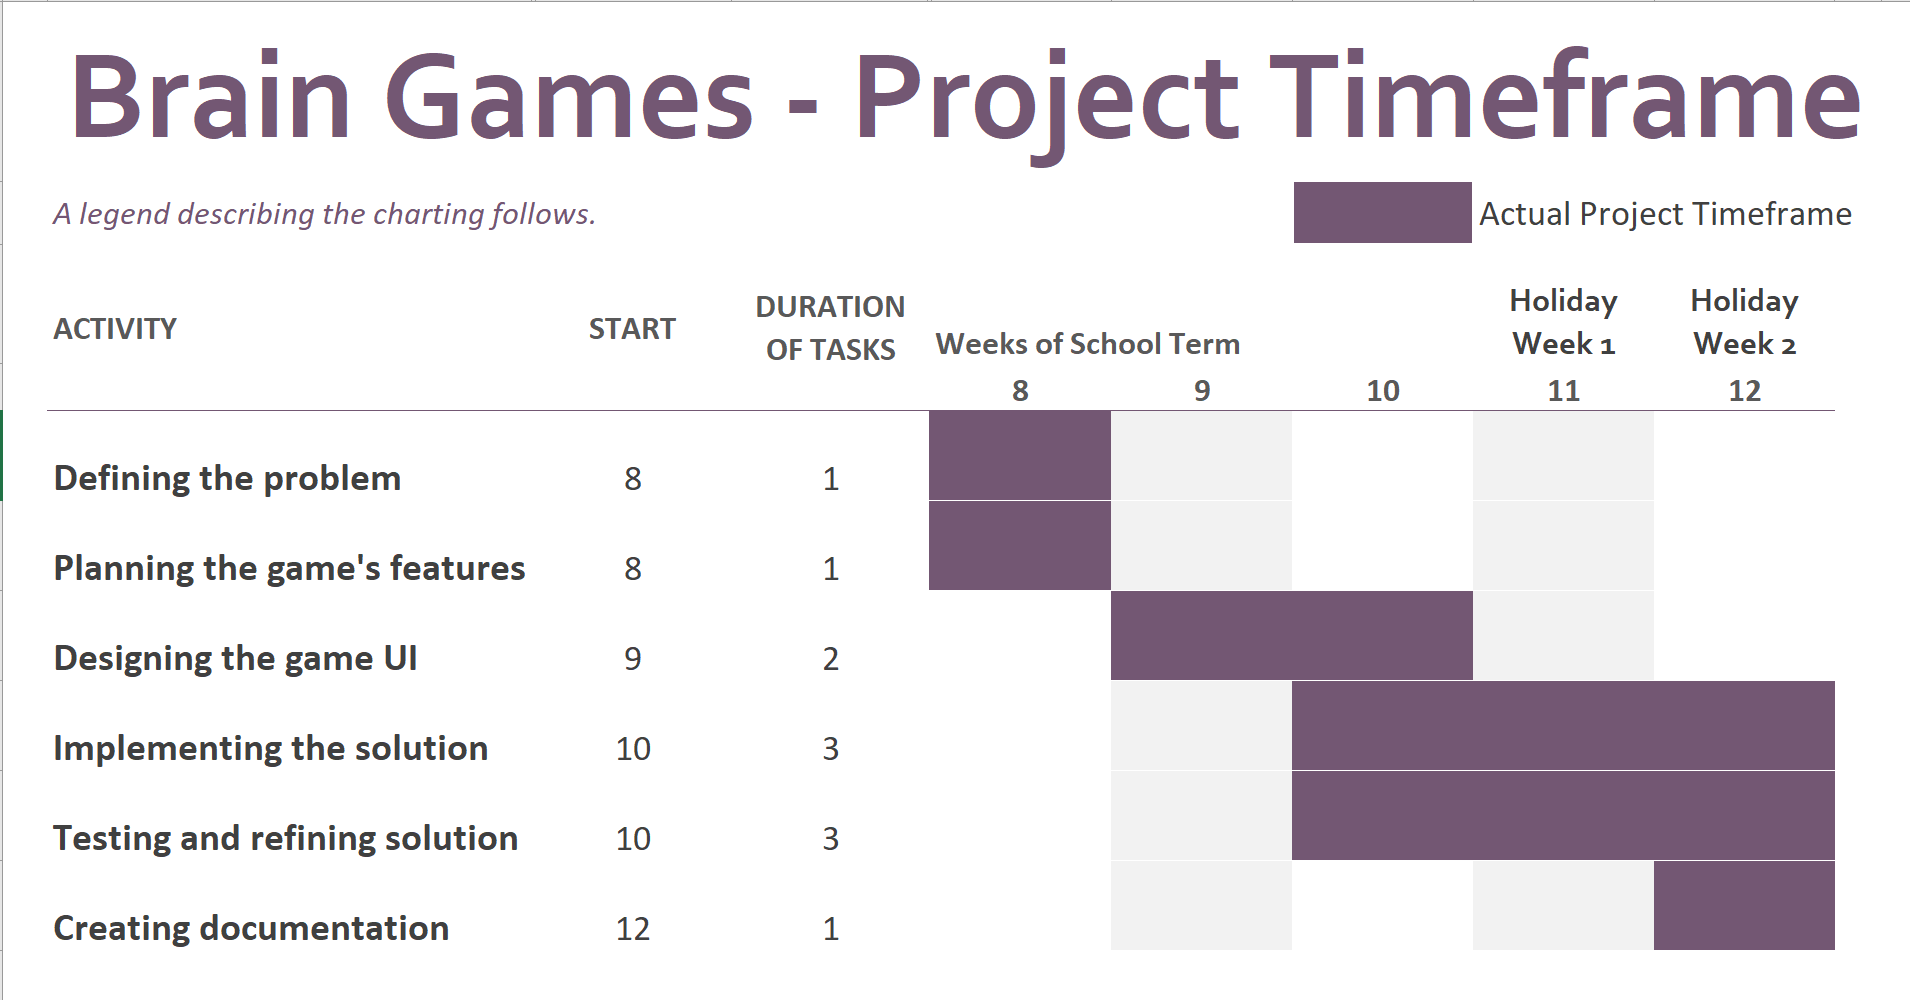 Brain Games - Project Timeframe
A legend describing the charting follows.
Actual Project Timeframe
ACTIVITY START DURATION OF TASKS Weeks of School Term Holiday Week 1 Holiday Week 2
8 9 10 11 12
Defining the problem 8 1
Planning the game's features 8 1
Designing the game UI 9 2
Implementing the solution 10 3
Testing and refining solution 10 3
Creating documentation 12 1